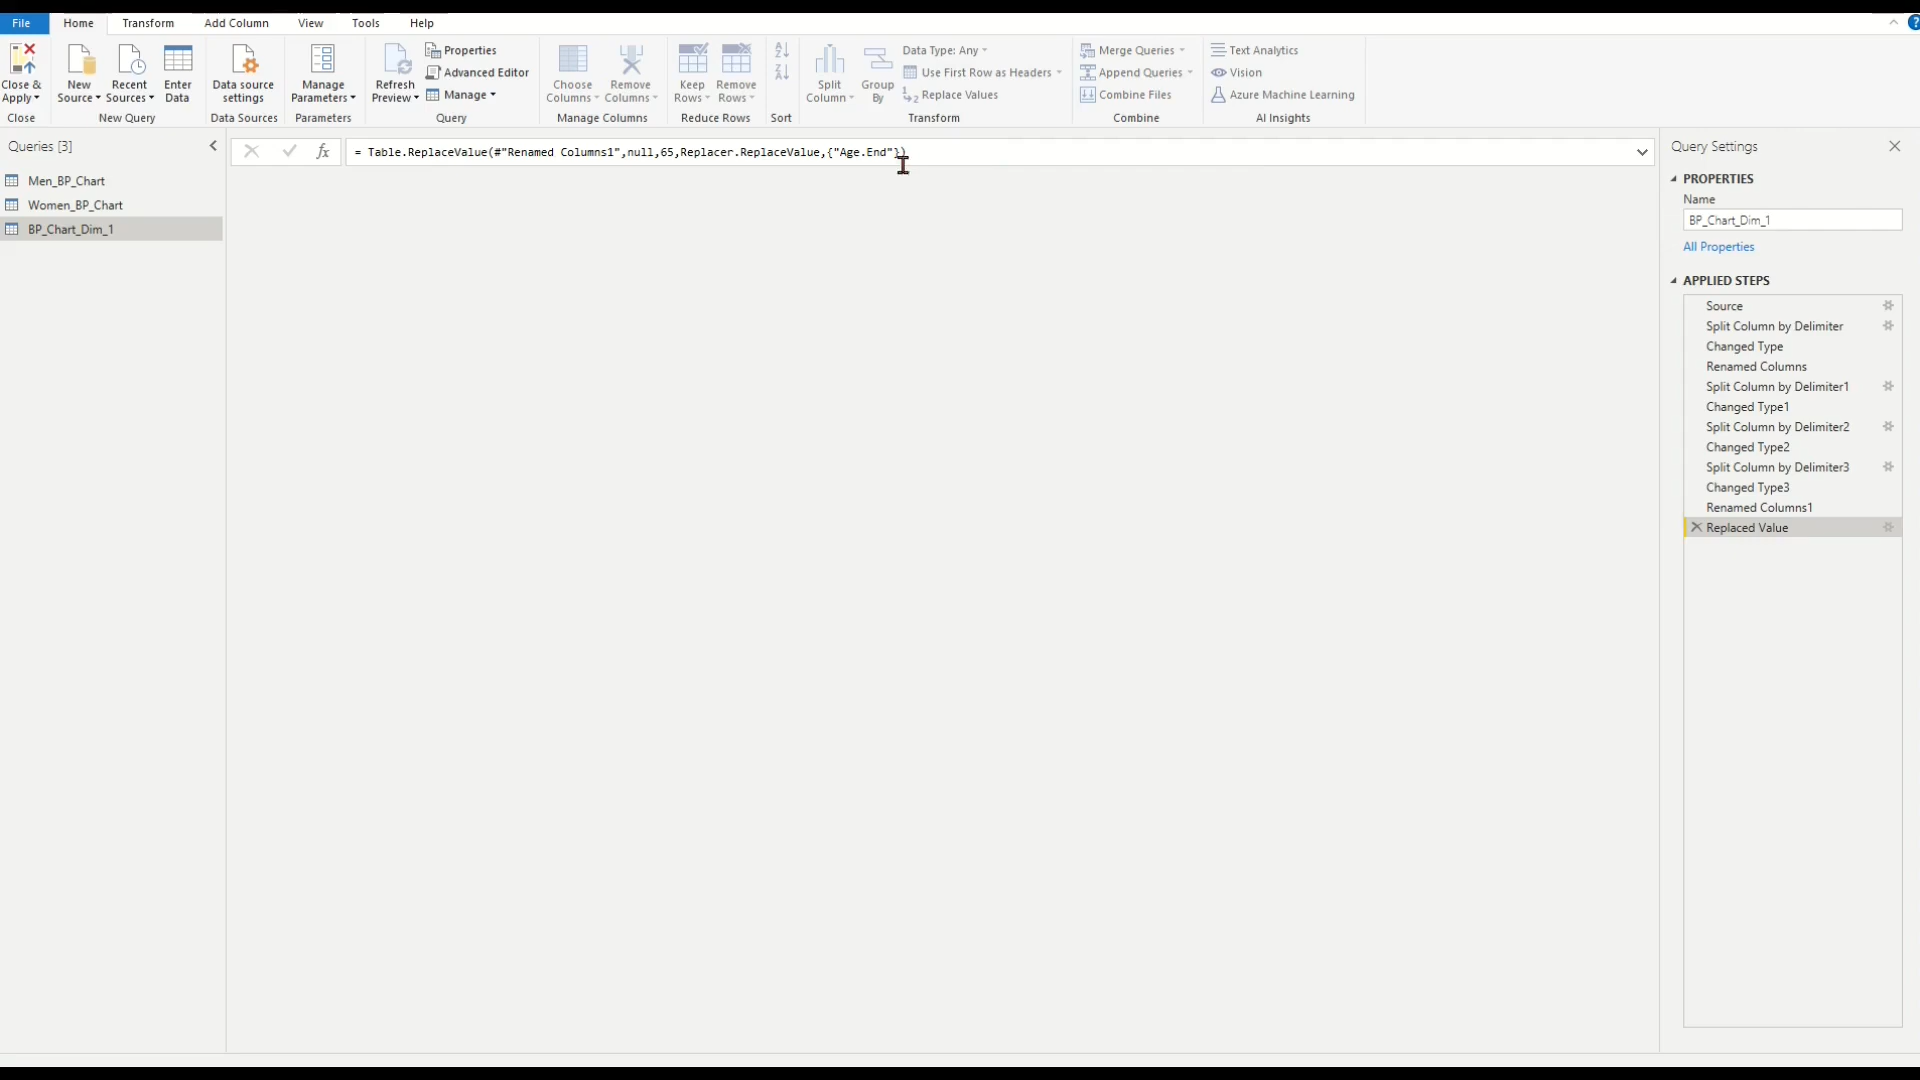 File Home Transform Add Column View Tools Help
Close & Apply
New Source
Recent Sources
Enter Data
Data source settings
Manage Parameters
Refresh Preview
Properties
Advanced Editor
Manage
Choose Columns
Remove Columns
Keep Rows
Remove Rows
Split Column
Group By
Data Type: Any
Use First Row as Headers
Replace Values
Merge Queries
Append Queries
Combine Files
Text Analytics
Vision
Azure Machine Learning
Close
New Query
Data Sources
Parameters
Query
Manage Columns
Reduce Rows
Sort
Transform
Combine
AI Insights
Queries [3]
Men_BP_Chart
Women_BP_Chart
BP_Chart_Dim_1
fx
= Table.ReplaceValue(#"Renamed Columns1",null,65,Replacer.ReplaceValue,{"Age.End"})
Query Settings
PROPERTIES
Name
BP_Chart_Dim_1
All Properties
APPLIED STEPS
Source
Split Column by Delimiter
Changed Type
Renamed Columns
Split Column by Delimiter1
Changed Type1
Split Column by Delimiter2
Changed Type2
Split Column by Delimiter3
Changed Type3
Renamed Columns1
Replaced Value